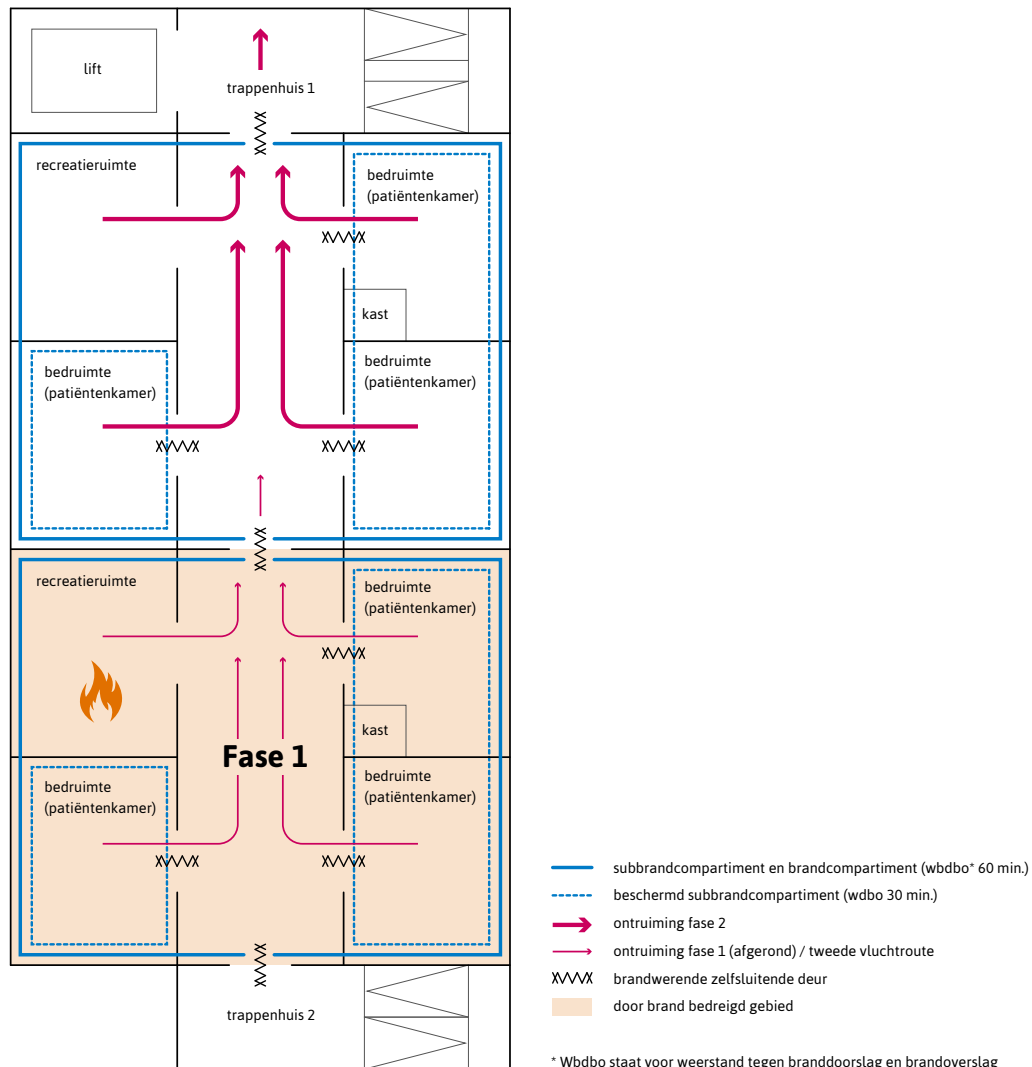 lift
trappenhuis 1
recreatieruimte
bedruimte
(patiëntenkamer)
kast
bedruimte
(patiëntenkamer)
bedruimte
(patiëntenkamer)
recreatieruimte
bedruimte
(patiëntenkamer)
kast
Fase 1
bedruimte
(patiëntenkamer)
bedruimte
(patiëntenkamer)
trappenhuis 2
subbrandcompartiment en brandcompartiment (wbdbo* 60 min.)
beschermd subbrandcompartiment (wdbo 30 min.)
ontruiming fase 2
ontruiming fase 1 (afgerond) / tweede vluchtroute
brandwerende zelfsluitende deur
door brand bedreigd gebied
* Wbdbo staat voor weerstand tegen branddoorslag en brandoverslag